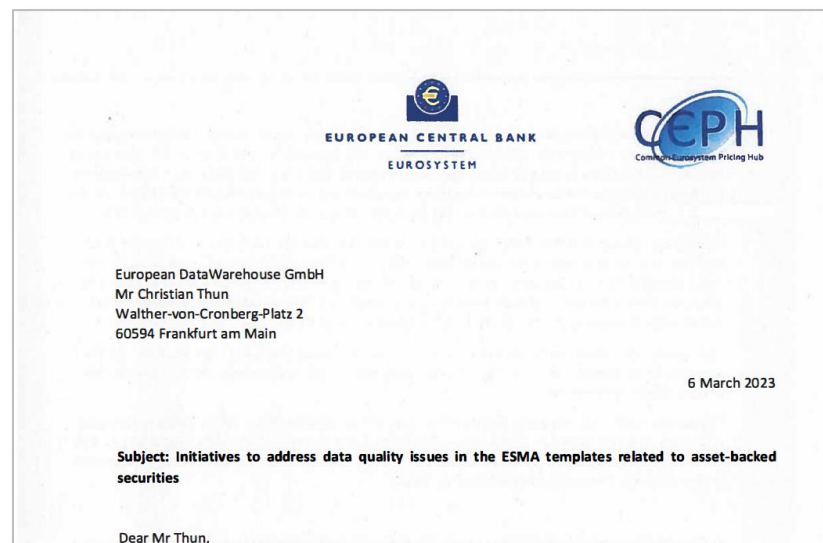 EUROPEAN CENTRAL BANK
EUROSYSTEM
CEPH
Common Eurosystem Pricing Hub
European DataWarehouse GmbH
Mr Christian Thun
Walther-von-Cronberg-Platz 2
60594 Frankfurt am Main
6 March 2023
Subject: Initiatives to address data quality issues in the ESMA templates related to asset-backed
securities
Dear Mr Thun,